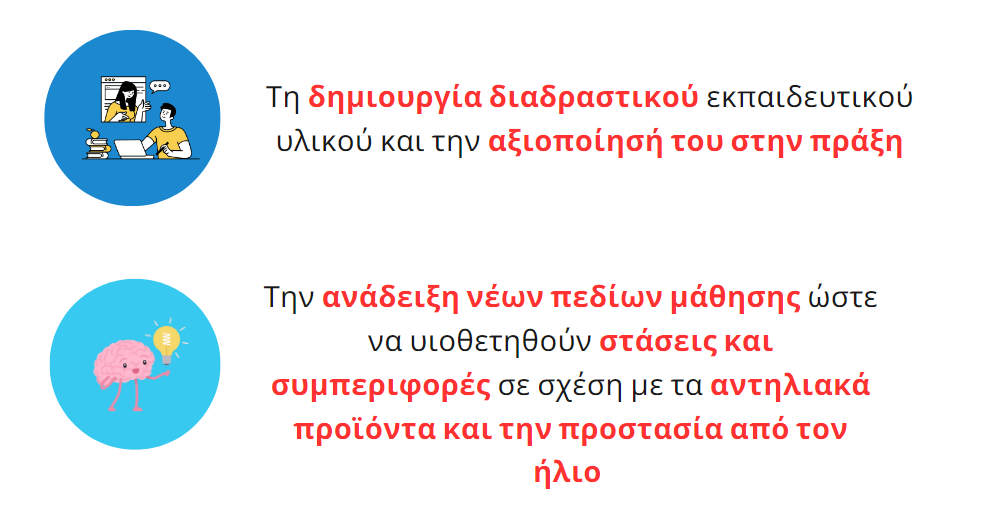 Τη δημιουργία διαδραστικού εκπαιδευτικού
υλικού και την αξιοποίησή του στην πράξη
Την ανάδειξη νέων πεδίων μάθησης ώστε
να υιοθετηθούν στάσεις και
συμπεριφορές σε σχέση με τα αντηλιακά
προϊόντα και την προστασία από τον
ήλιο